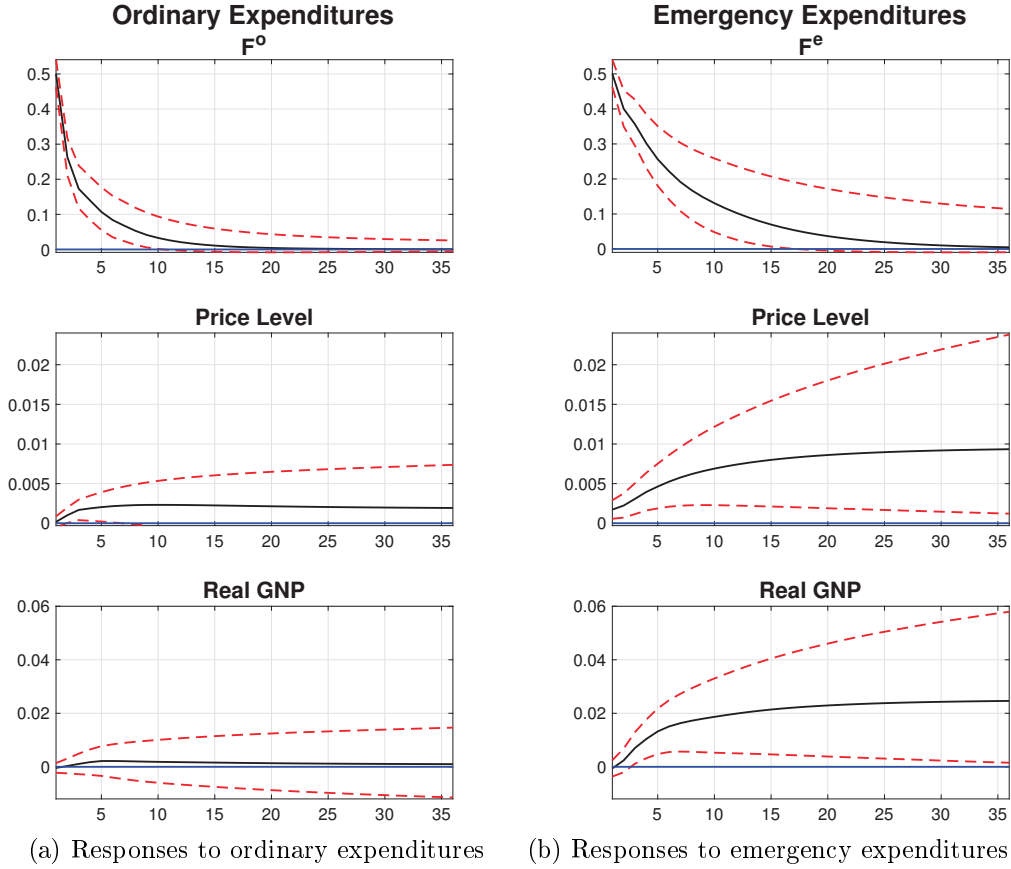 Ordinary Expenditures
F^o
0.5
0.4
0.3
0.2
0.1
0
5 10 15 20 25 30 35
Price Level
0.02
0.015
0.01
0.005
0
5 10 15 20 25 30 35
Real GNP
0.06
0.04
0.02
0
5 10 15 20 25 30 35
(a) Responses to ordinary expenditures
Emergency Expenditures
F^e
0.5
0.4
0.3
0.2
0.1
0
5 10 15 20 25 30 35
Price Level
0.02
0.015
0.01
0.005
0
5 10 15 20 25 30 35
Real GNP
0.06
0.04
0.02
0
5 10 15 20 25 30 35
(b) Responses to emergency expenditures